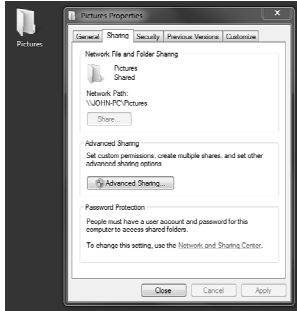 Pictures Properties
X
Pictures
General Sharing Security Previous Versions Customize
Network File and Folder Sharing
Pictures
Shared
Network Path:
\\JOHN-PC\Pictures
Share...
Advanced Sharing
Set custom permissions, create multiple shares, and set other
advanced sharing options.
Advanced Sharing...
Password Protection
People must have a user account and password for this
computer to access shared folders.
To change this setting, use the Network and Sharing Center.
Close Cancel Apply